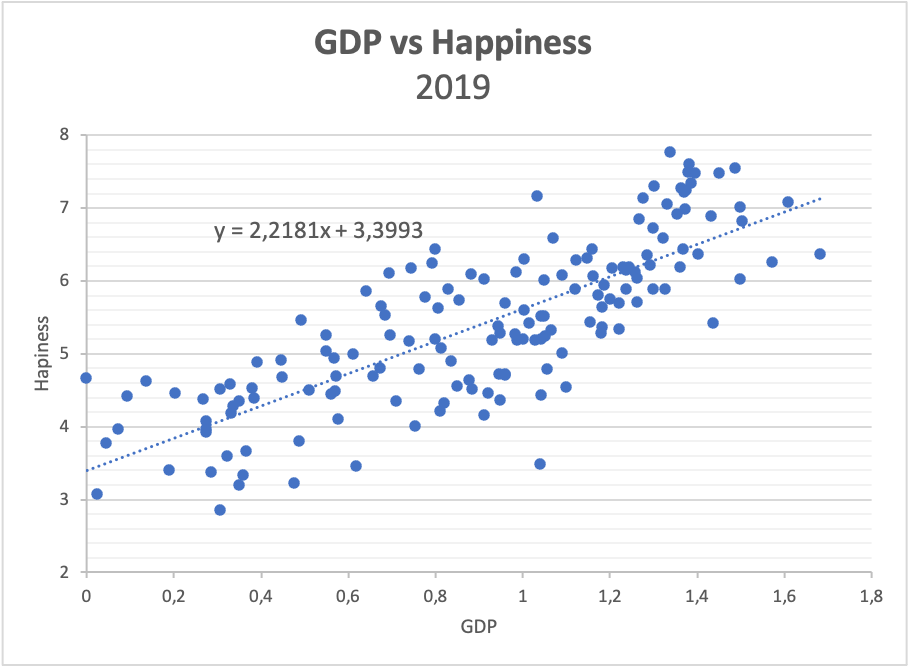 GDP vs Happiness
2019
y = 2,2181x + 3,3993
Hapiness
8
7
6
5
4
3
2
0 0,2 0,4 0,6 0,8 1 1,2 1,4 1,6 1,8
GDP